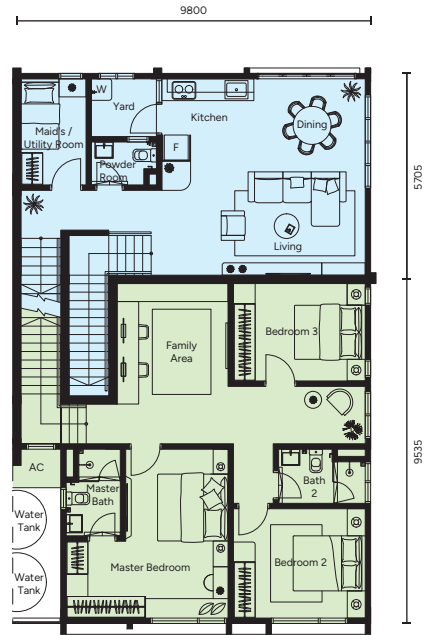 9800
W
Yard
Kitchen
Dining
Maid's /
Utility Room
Powder
Room
F
Living
5705
Family
Area
Bedroom 3
9535
AC
Master
Bath
Bath
2
Water
Tank
Master Bedroom
Bedroom 2
Water
Tank